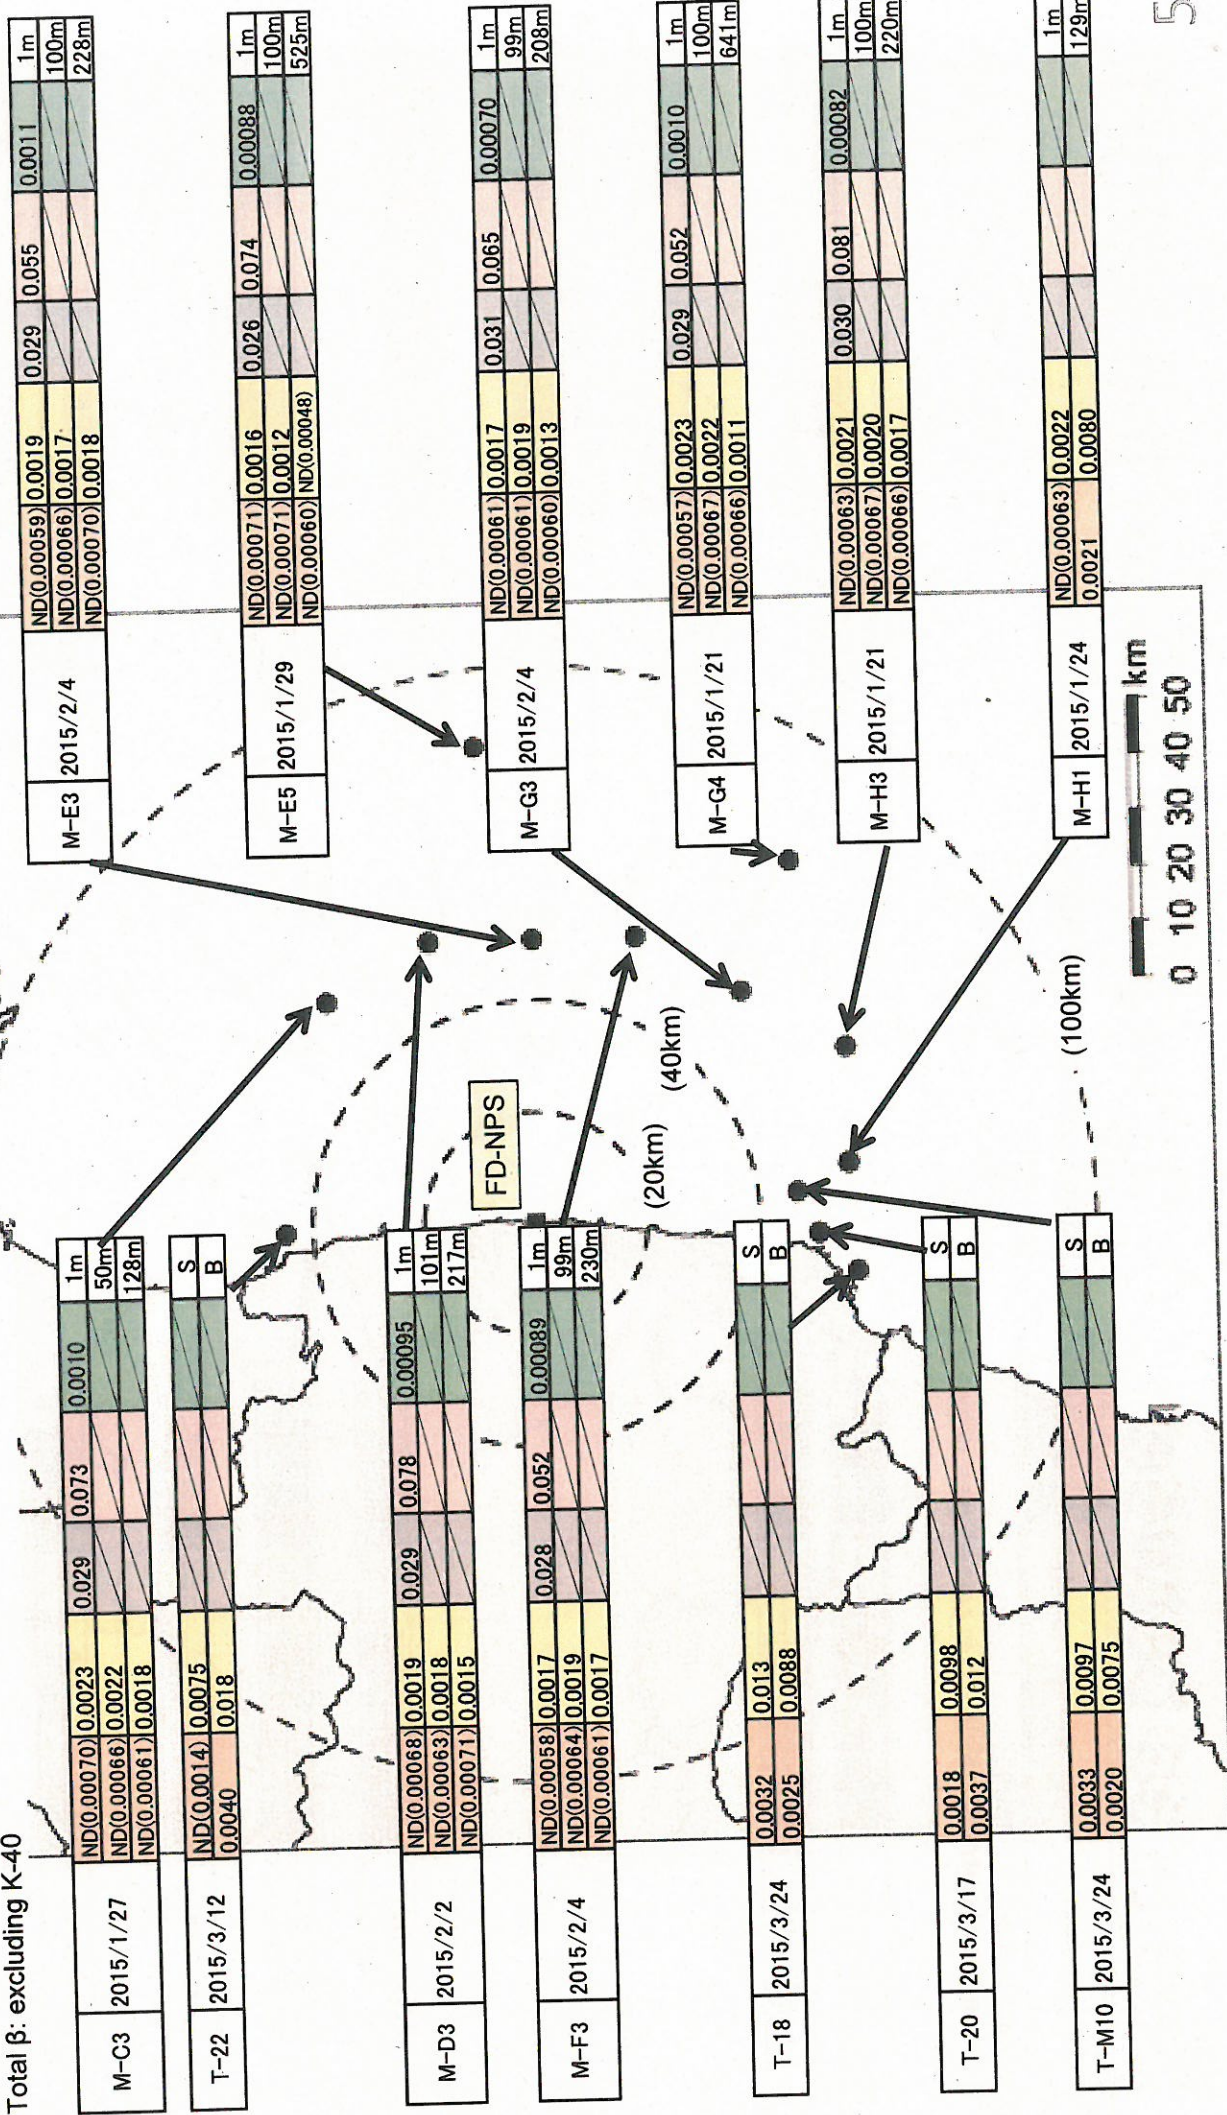 Total β: excluding K-40
M-C3 2015/1/27 ND(0.00070) 0.0023 0.029 0.073 0.0010 1m
ND(0.00066) 0.0022 50m
ND(0.00061) 0.0018 128m
T-22 2015/3/12 ND(0.0014) 0.0075 S
0.0040 0.018 B
M-D3 2015/2/2 ND(0.00068) 0.0019 0.029 0.078 0.00095 1m
ND(0.00063) 0.0018 101m
ND(0.00071) 0.0015 217m
M-F3 2015/2/4 ND(0.00058) 0.0017 0.028 0.052 0.00089 1m
ND(0.00064) 0.0019 99m
ND(0.00061) 0.0017 230m
T-18 2015/3/24 0.0032 0.013 S
0.0025 0.0088 B
T-20 2015/3/17 0.0018 0.0098 S
0.0037 0.012 B
T-M10 2015/3/24 0.0033 0.0097 S
0.0020 0.0075 B
FD-NPS
(20km)
(40km)
(100km)
M-E3 2015/2/4 ND(0.00059) 0.0019 0.029 0.055 0.0011 1m
ND(0.00066) 0.0017 100m
ND(0.00070) 0.0018 228m
M-E5 2015/1/29 ND(0.00071) 0.0016 0.026 0.074 0.00088 1m
ND(0.00071) 0.0012 100m
ND(0.00060) ND(0.00048) 525m
M-G3 2015/2/4 ND(0.00061) 0.0017 0.031 0.065 0.00070 1m
ND(0.00061) 0.0019 99m
ND(0.00060) 0.0013 208m
M-G4 2015/1/21 ND(0.00057) 0.0023 0.029 0.052 0.0010 1m
ND(0.00067) 0.0022 100m
ND(0.00066) 0.0011 641m
M-H3 2015/1/21 ND(0.00063) 0.0021 0.030 0.081 0.00082 1m
ND(0.00067) 0.0020 100m
ND(0.00066) 0.0017 220m
M-H1 2015/1/24 ND(0.00063) 0.0022 1m
0.0021 0.0080 129m
km
0 10 20 30 40 50